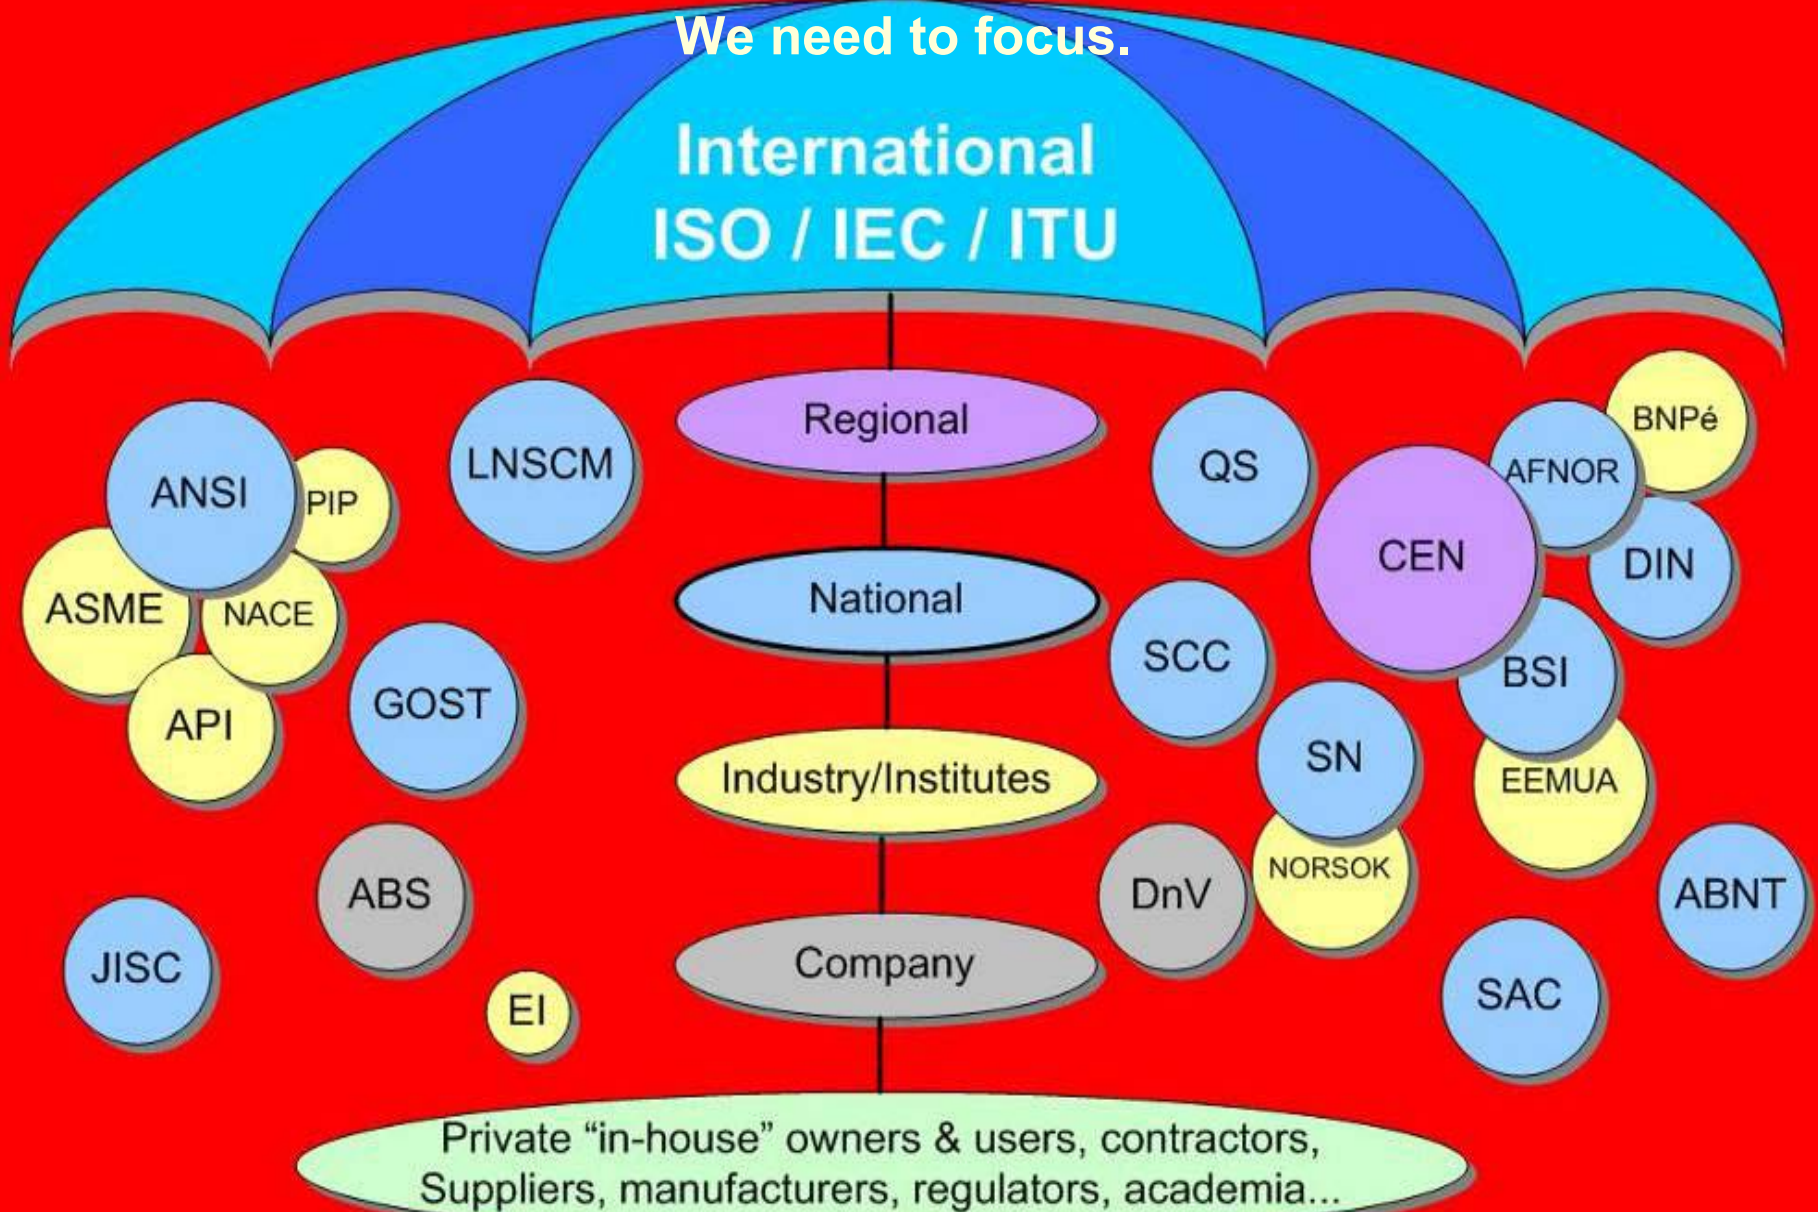 We need to focus.
International
ISO / IEC / ITU
Regional
National
Industry/Institutes
Company
Private “in-house” owners & users, contractors,
Suppliers, manufacturers, regulators, academia...
ANSI
PIP
LNSCM
ASME
NACE
API
GOST
ABS
JISC
EI
QS
CEN
AFNOR
BNPé
DIN
SCC
BSI
SN
EEMUA
DnV
NORSOK
ABNT
SAC